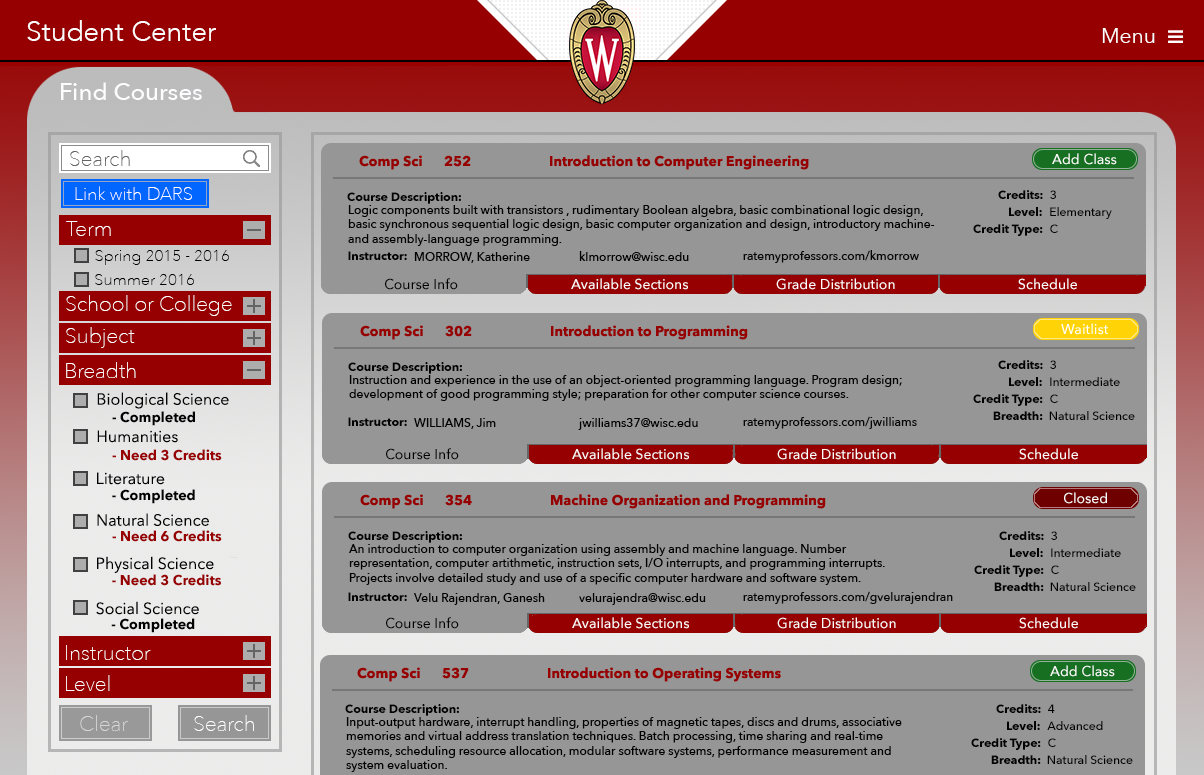 Student Center
W
Menu
Find Courses
Search
Link with DARS
Term
Spring 2015 - 2016
Summer 2016
School or College
Subject
Breadth
Biological Science
- Completed
Humanities
- Need 3 Credits
Literature
- Completed
Natural Science
- Need 6 Credits
Physical Science
- Need 3 Credits
Social Science
- Completed
Instructor
Level
Clear Search
Comp Sci 252 Introduction to Computer Engineering Add Class
Course Description:
Logic components built with transistors , rudimentary Boolean algebra, basic combinational logic design,
basic synchronous sequential logic design, basic computer organization and design, introductory machine-
and assembly-language programming.
Instructor: MORROW, Katherine klmorrow@wisc.edu ratemyprofessors.com/kmorrow
Credits: 3
Level: Elementary
Credit Type: C
Course Info Available Sections Grade Distribution Schedule
Comp Sci 302 Introduction to Programming Waitlist
Course Description:
Instruction and experience in the use of an object-oriented programming language. Program design;
development of good programming style; preparation for other computer science courses.
Instructor: WILLIAMS, Jim jwilliams37@wisc.edu ratemyprofessors.com/jwilliams
Credits: 3
Level: Intermediate
Credit Type: C
Breadth: Natural Science
Course Info Available Sections Grade Distribution Schedule
Comp Sci 354 Machine Organization and Programming Closed
Course Description:
An introduction to computer organization using assembly and machine language. Number
representation, computer artithmetic, instruction sets, I/O interrupts, and programming interrupts.
Projects involve detailed study and use of a specific computer hardware and software system.
Instructor: Velu Rajendran, Ganesh velurajendra@wisc.edu ratemyprofessors.com/gvelurajendran
Credits: 3
Level: Intermediate
Credit Type: C
Breadth: Natural Science
Course Info Available Sections Grade Distribution Schedule
Comp Sci 537 Introduction to Operating Systems Add Class
Course Description:
Input-output hardware, interrupt handling, properties of magnetic tapes, discs and drums, associative
memories and virtual address translation techniques. Batch processing, time sharing and real-time
systems, scheduling resource allocation, modular software systems, performance measurement and
system evaluation.
Credits: 4
Level: Advanced
Credit Type: C
Breadth: Natural Science